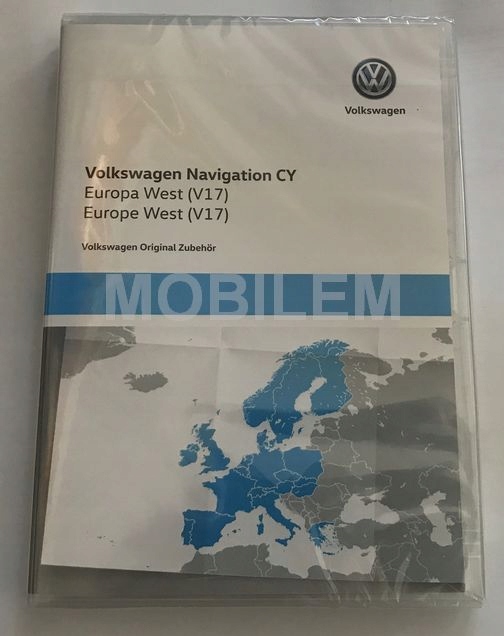 Volkswagen
Volkswagen Navigation CY
Europa West (V17)
Europe West (V17)
Volkswagen Original Zubehör
MOBILEM